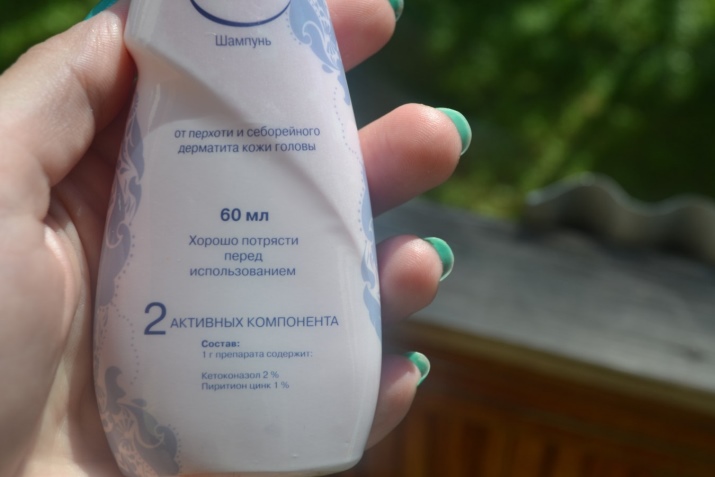 Шампунь
от перхоти и себорейного
дерматита кожи головы
60 мл
Хорошо потрясти
перед
использованием
2 АКТИВНЫХ КОМПОНЕНТА
Состав:
1 г препарата содержит:
Кетоконазол 2 %
Пиритион цинк 1 %